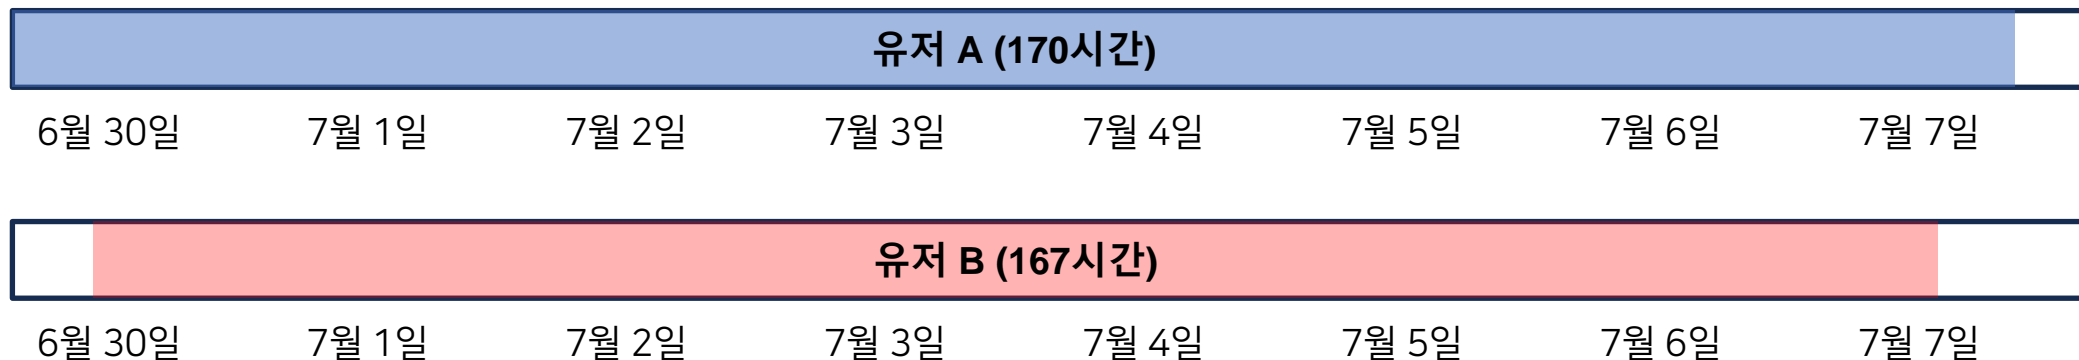 유저 A (170시간)
6월 30일 7월 1일 7월 2일 7월 3일 7월 4일 7월 5일 7월 6일 7월 7일
유저 B (167시간)
6월 30일 7월 1일 7월 2일 7월 3일 7월 4일 7월 5일 7월 6일 7월 7일